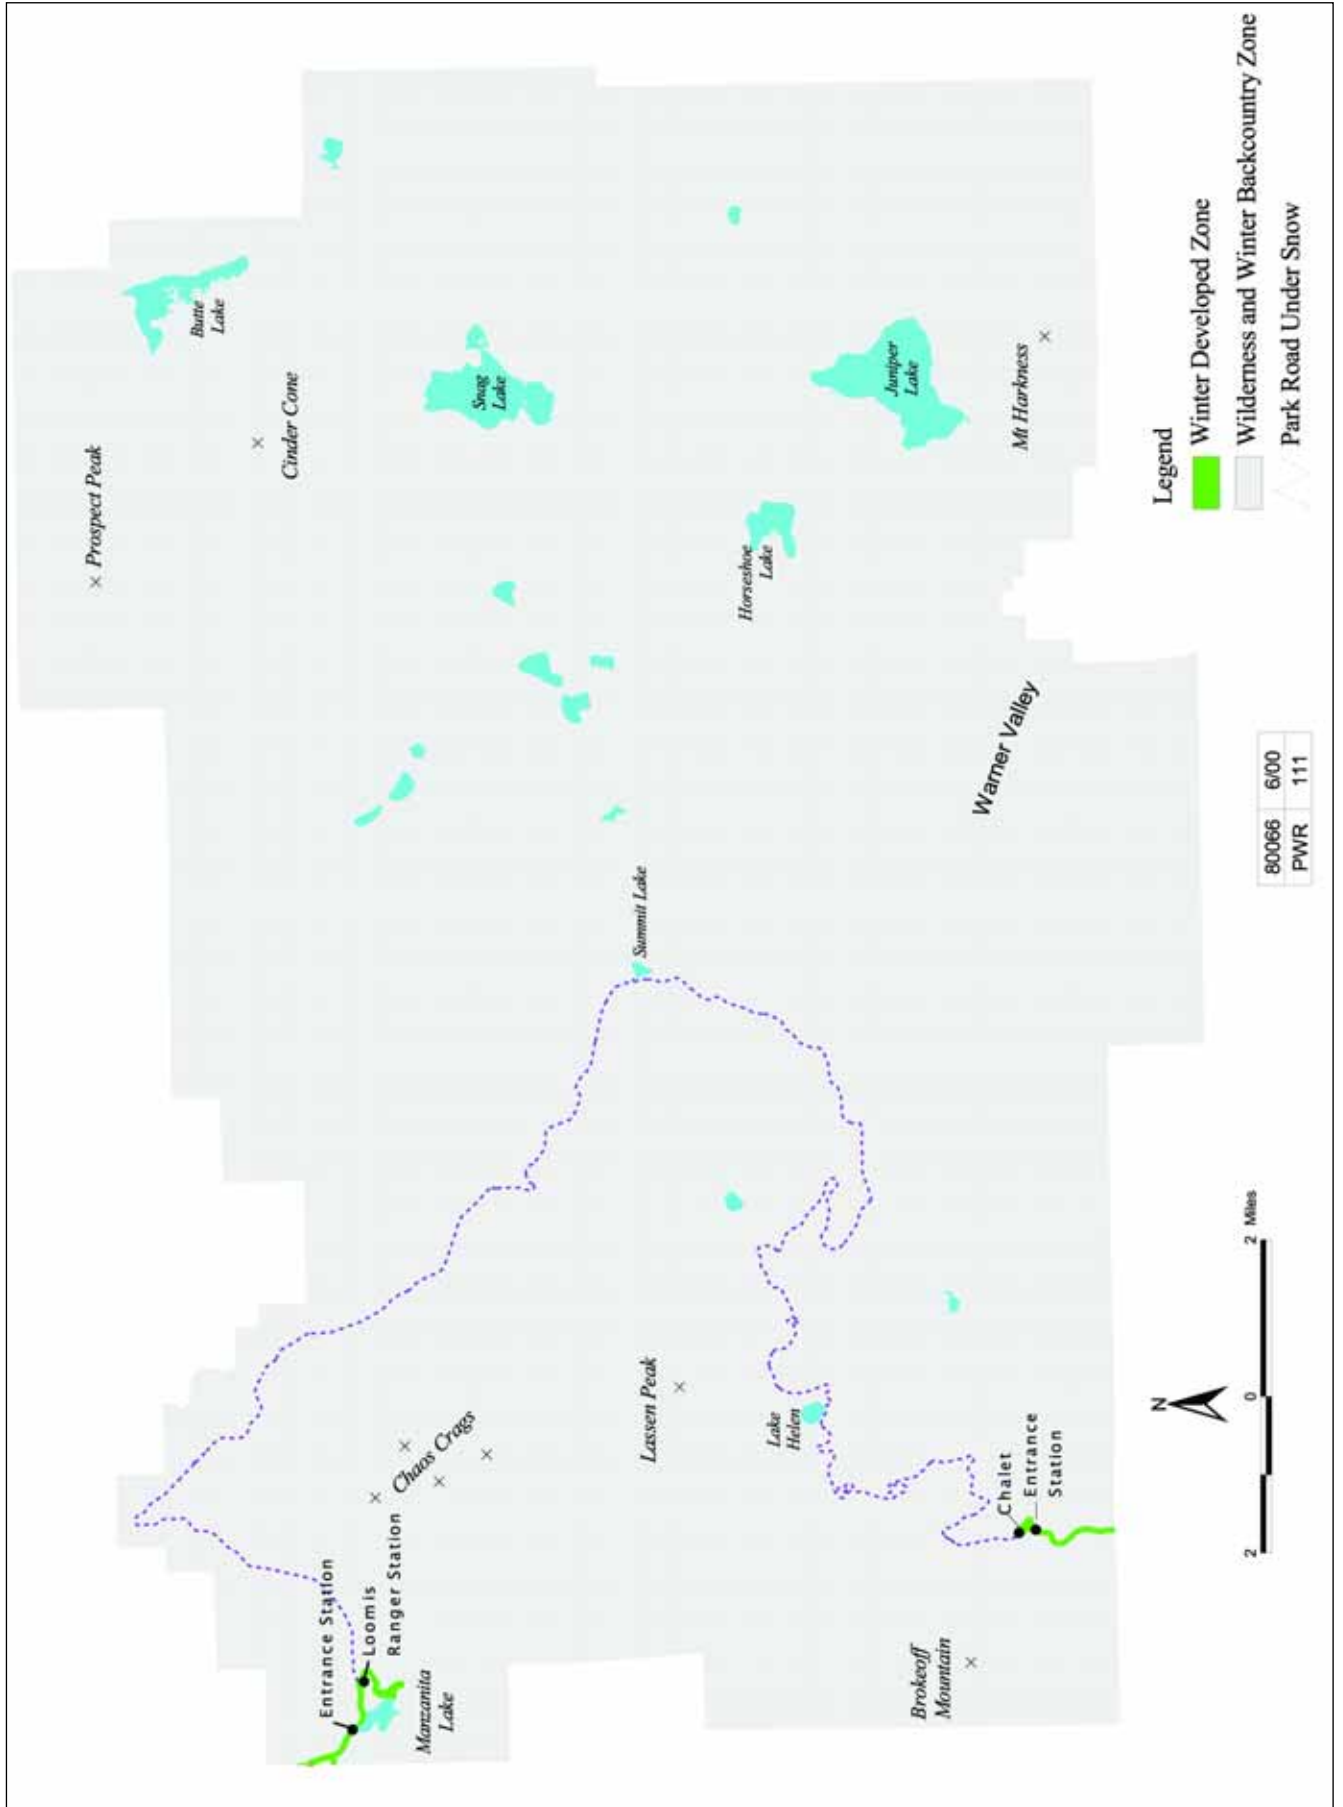 Prospect Peak
Butte
Lake
Cinder Cone
Snag
Lake
Entrance Station
Loomis
Ranger Station
Manzanita
Lake
Chaos Crags
Summit Lake
Horseshoe
Lake
Juniper
Lake
Lassen Peak
Lake
Helen
Mt Harkness
Warner Valley
Brokeoff
Mountain
Chalet
Entrance
Station
Legend
Winter Developed Zone
Wilderness and Winter Backcountry Zone
Park Road Under Snow
N
2 0 2 Miles
80066 6/00
PWR 111